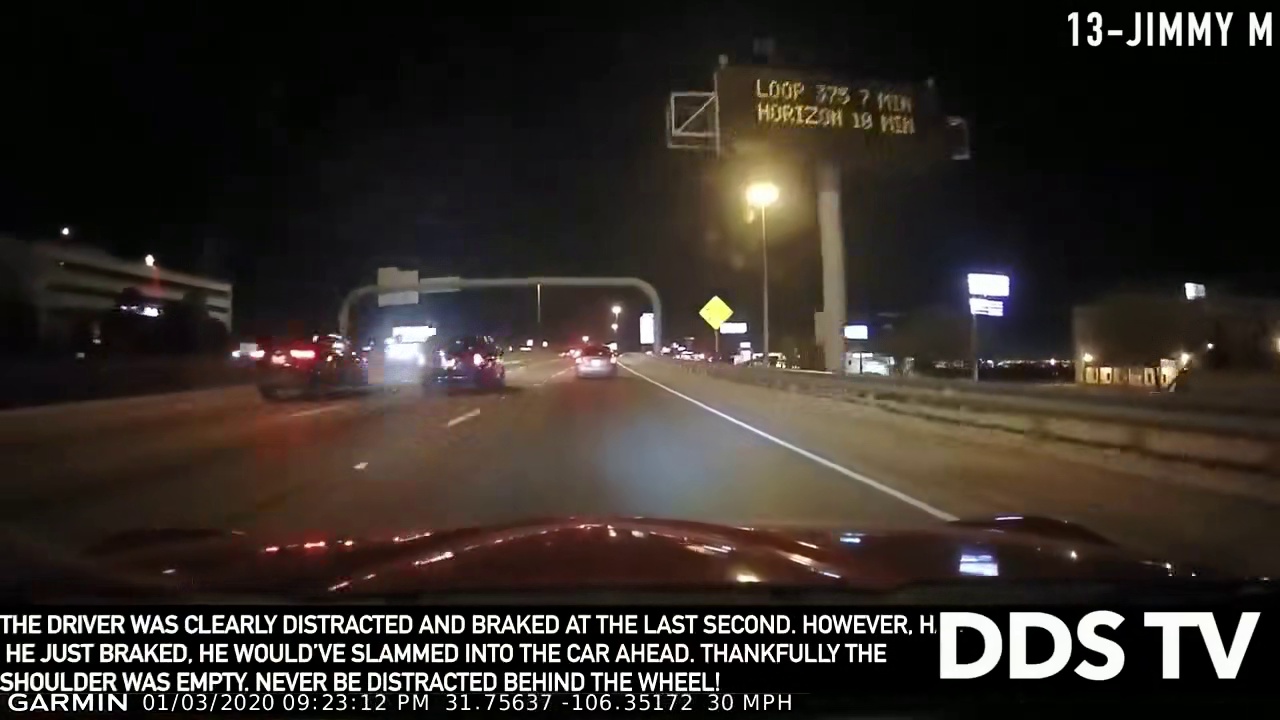 13-JIMMY M
LOOP 375 7 MIN
HORIZON 10 MIN
THE DRIVER WAS CLEARLY DISTRACTED AND BRAKED AT THE LAST SECOND. HOWEVER, H
HE JUST BRAKED, HE WOULD'VE SLAMMED INTO THE CAR AHEAD. THANKFULLY THE
SHOULDER WAS EMPTY. NEVER BE DISTRACTED BEHIND THE WHEEL!
DDS TV
GARMIN 01/03/2020 09:23:12 PM 31.75637 -106.35172 30 MPH